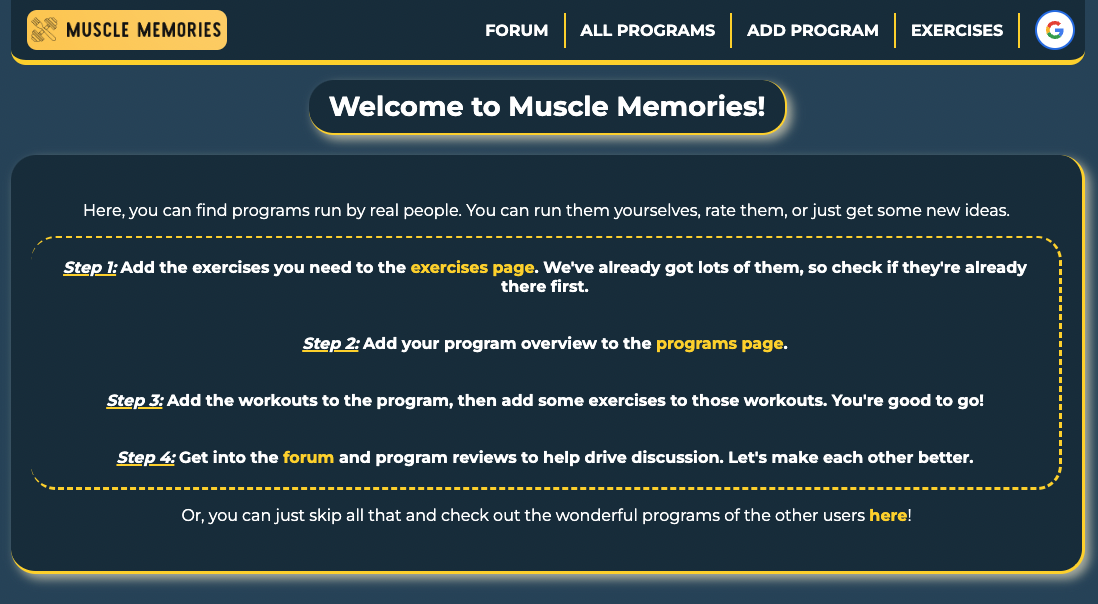 MUSCLE MEMORIES
FORUM
ALL PROGRAMS
ADD PROGRAM
EXERCISES
G
Welcome to Muscle Memories!
Here, you can find programs run by real people. You can run them yourselves, rate them, or just get some new ideas.
Step 1: Add the exercises you need to the exercises page. We've already got lots of them, so check if they're already
there first.
Step 2: Add your program overview to the programs page.
Step 3: Add the workouts to the program, then add some exercises to those workouts. You're good to go!
Step 4: Get into the forum and program reviews to help drive discussion. Let's make each other better.
Or, you can just skip all that and check out the wonderful programs of the other users here!